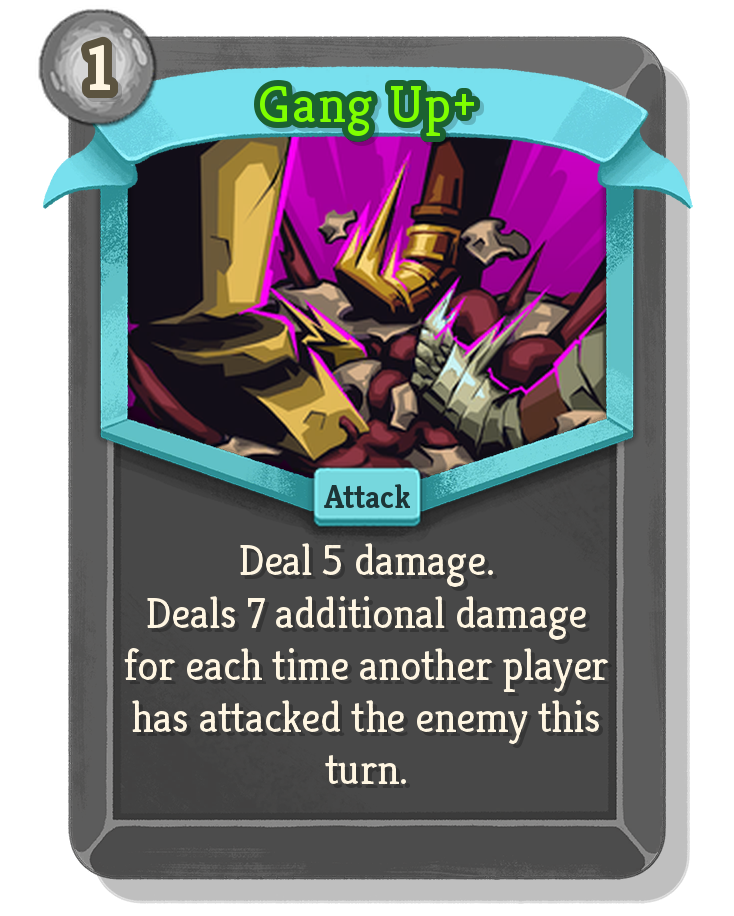 1
Gang Up+
Attack
Deal 5 damage.
Deals 7 additional damage
for each time another player
has attacked the enemy this
turn.